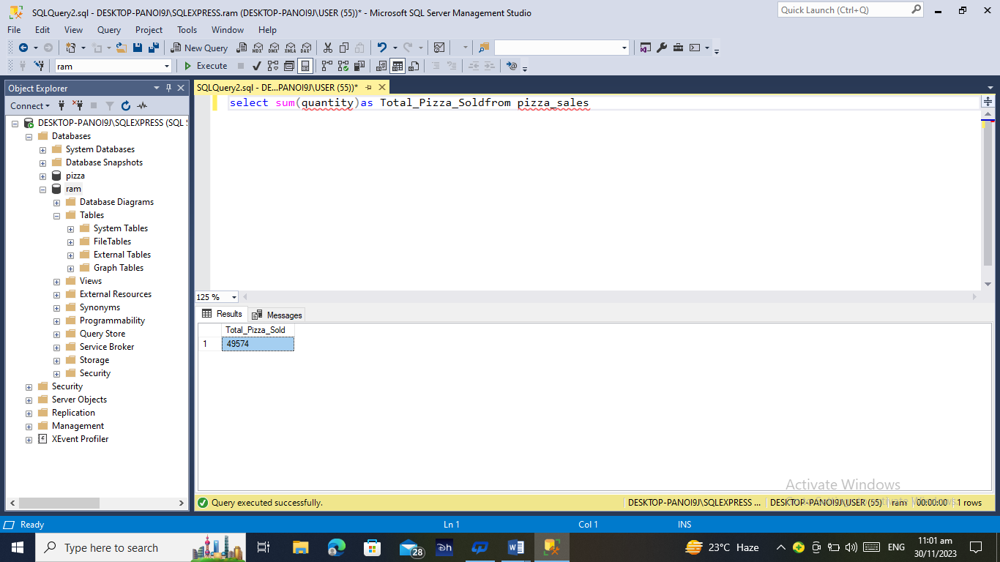 SQLQuery2.sql - DESKTOP-PANOI9J\SQLEXPRESS.ram (DESKTOP-PANOI9J\USER (55))* - Microsoft SQL Server Management Studio
Quick Launch (Ctrl+Q)
File Edit View Query Project Tools Window Help
New Query MDX DMX XMLA DAX
ram Execute
Object Explorer
SQLQuery2.sql - DE...PANOI9J\USER (55))*
Connect
select sum(quantity)as Total_Pizza_Soldfrom pizza_sales
DESKTOP-PANOI9J\SQLEXPRESS (SQL S
Databases
System Databases
Database Snapshots
pizza
ram
Database Diagrams
Tables
System Tables
FileTables
External Tables
Graph Tables
Views
External Resources
Synonyms
Programmability
Query Store
Service Broker
Storage
Security
Security
Server Objects
Replication
Management
XEvent Profiler
125 %
Results Messages
Total_Pizza_Sold
1 49574
Activate Windows
Query executed successfully.
DESKTOP-PANOI9J\SQLEXPRESS ... DESKTOP-PANOI9J\USER (55) ram 00:00:00 1 rows
Ready Ln 1 Col 1 INS
Type here to search
28
dh
23°C Haze
ENG
11:01 am
30/11/2023